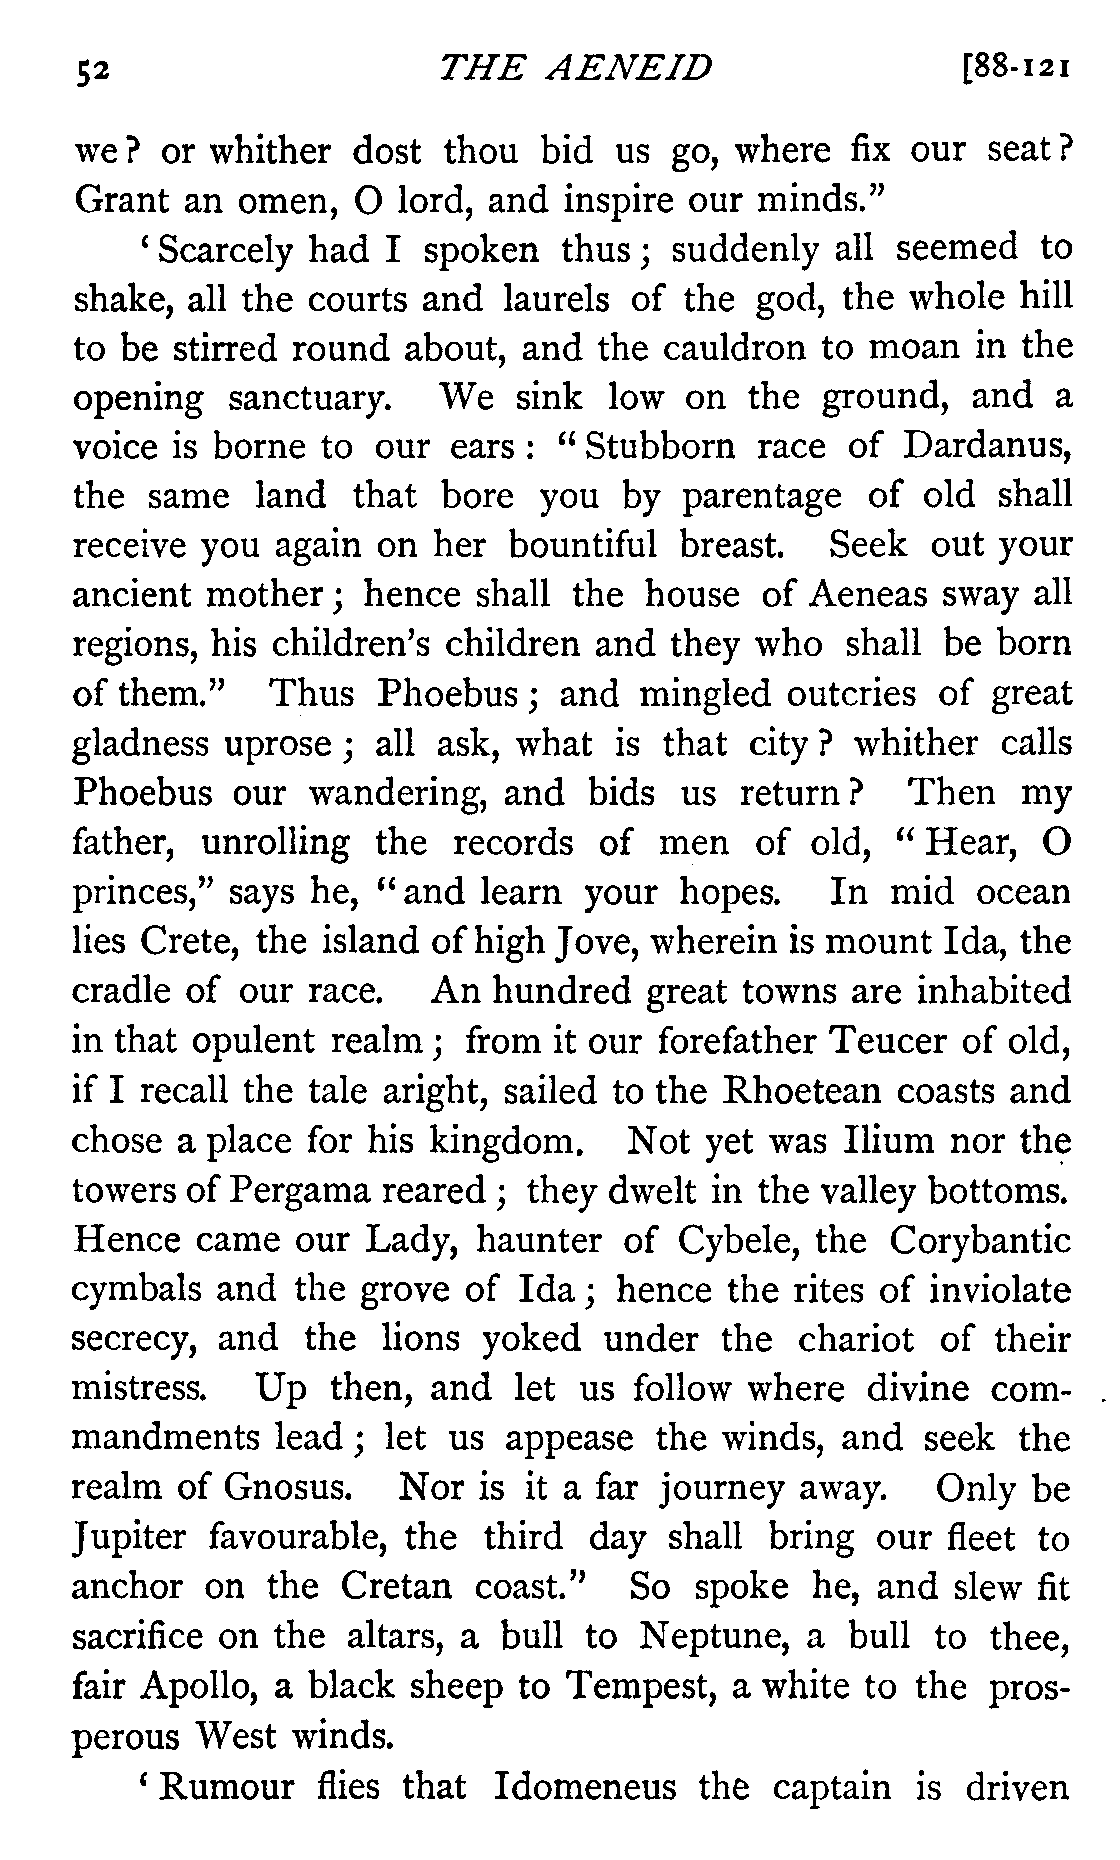 52 THE AENEID [88-121
we? or whither dost thou bid us go, where fix our seat?
Grant an omen, O lord, and inspire our minds.”
‘Scarcely had I spoken thus; suddenly all seemed to
shake, all the courts and laurels of the god, the whole hill
to be stirred round about, and the cauldron to moan in the
opening sanctuary. We sink low on the ground, and a
voice is borne to our ears: “Stubborn race of Dardanus,
the same land that bore you by parentage of old shall
receive you again on her bountiful breast. Seek out your
ancient mother; hence shall the house of Aeneas sway all
regions, his children’s children and they who shall be born
of them.” Thus Phoebus; and mingled outcries of great
gladness uprose; all ask, what is that city? whither calls
Phoebus our wandering, and bids us return? Then my
father, unrolling the records of men of old, “Hear, O
princes,” says he, “and learn your hopes. In mid ocean
lies Crete, the island of high Jove, wherein is mount Ida, the
cradle of our race. An hundred great towns are inhabited
in that opulent realm; from it our forefather Teucer of old,
if I recall the tale aright, sailed to the Rhoetean coasts and
chose a place for his kingdom. Not yet was Ilium nor the
towers of Pergama reared; they dwelt in the valley bottoms.
Hence came our Lady, haunter of Cybele, the Corybantic
cymbals and the grove of Ida; hence the rites of inviolate
secrecy, and the lions yoked under the chariot of their
mistress. Up then, and let us follow where divine com-
mandments lead; let us appease the winds, and seek the
realm of Gnosus. Nor is it a far journey away. Only be
Jupiter favourable, the third day shall bring our fleet to
anchor on the Cretan coast.” So spoke he, and slew fit
sacrifice on the altars, a bull to Neptune, a bull to thee,
fair Apollo, a black sheep to Tempest, a white to the pros-
perous West winds.
‘Rumour flies that Idomeneus the captain is driven